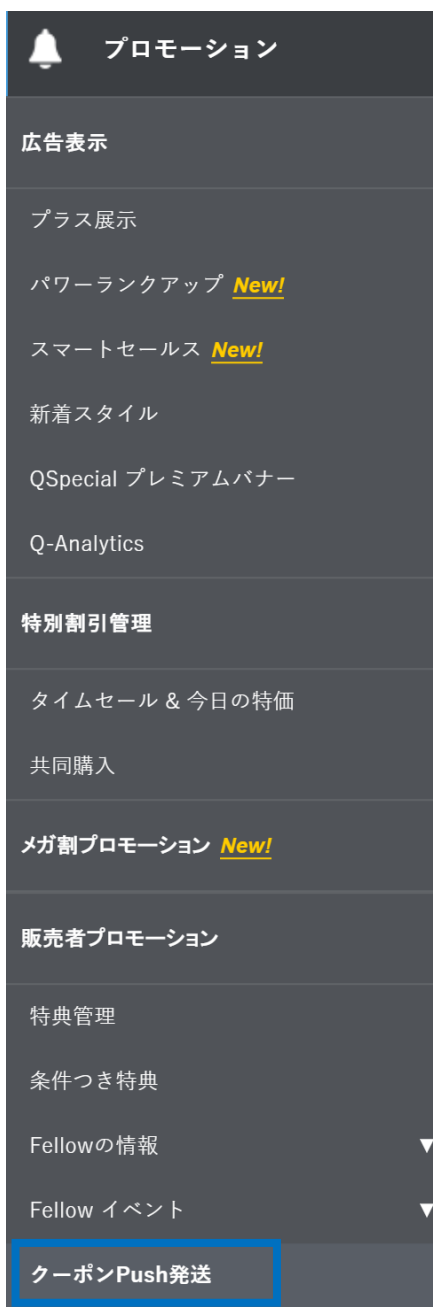 プロモーション
広告表示
プラス展示
パワーランクアップ New!
スマートセールス New!
新着スタイル
QSpecial プレミアムバナー
Q-Analytics
特別割引管理
タイムセール & 今日の特価
共同購入
メガ割プロモーション New!
販売者プロモーション
特典管理
条件つき特典
Fellowの情報 ▼
Fellow イベント ▼
クーポンPush発送